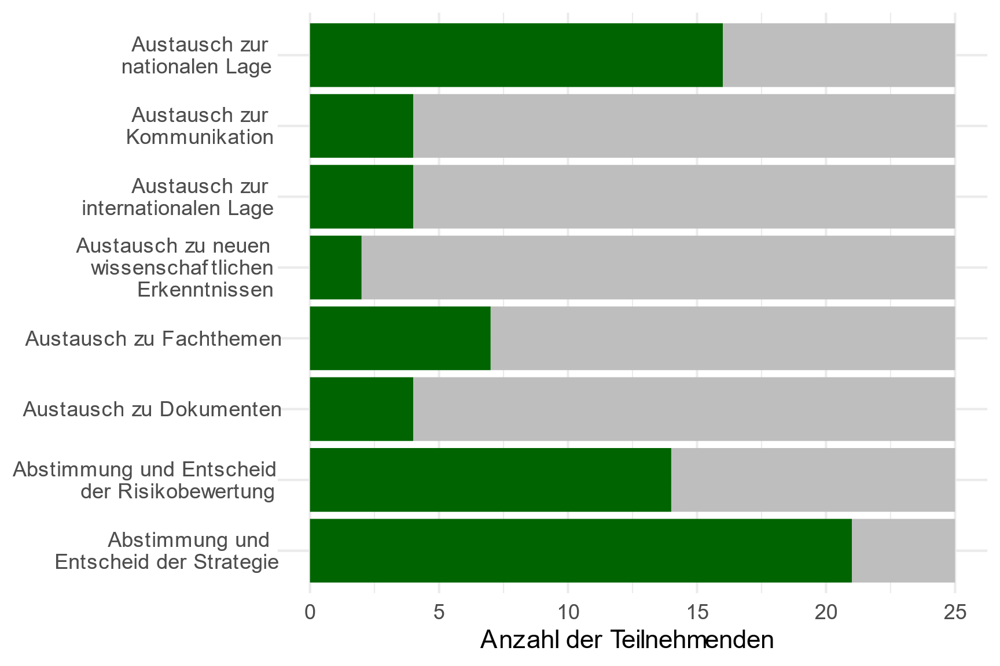 Austausch zur
nationalen Lage
Austausch zur
Kommunikation
Austausch zur
internationalen Lage
Austausch zu neuen
wissenschaftlichen
Erkenntnissen
Austausch zu Fachthemen
Austausch zu Dokumenten
Abstimmung und Entscheid
der Risikobewertung
Abstimmung und
Entscheid der Strategie
0 5 10 15 20 25
Anzahl der Teilnehmenden